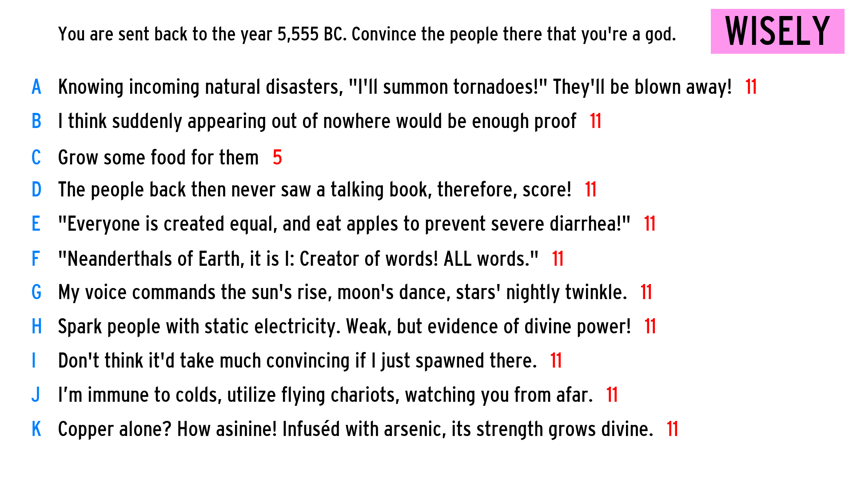 You are sent back to the year 5,555 BC. Convince the people there that you're a god.
WISELY
A Knowing incoming natural disasters, "I'll summon tornadoes!" They'll be blown away! 11
B I think suddenly appearing out of nowhere would be enough proof 11
C Grow some food for them 5
D The people back then never saw a talking book, therefore, score! 11
E "Everyone is created equal, and eat apples to prevent severe diarrhea!" 11
F "Neanderthals of Earth, it is I: Creator of words! ALL words." 11
G My voice commands the sun's rise, moon's dance, stars' nightly twinkle. 11
H Spark people with static electricity. Weak, but evidence of divine power! 11
I Don't think it'd take much convincing if I just spawned there. 11
J I’m immune to colds, utilize flying chariots, watching you from afar. 11
K Copper alone? How asinine! Infuséd with arsenic, its strength grows divine. 11